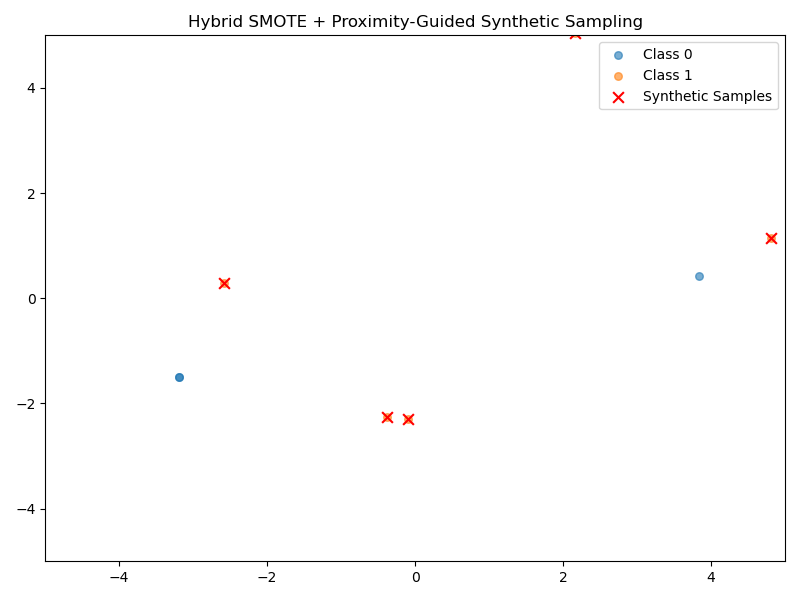 Hybrid SMOTE + Proximity-Guided Synthetic Sampling
Class 0
Class 1
Synthetic Samples
4
2
0
−2
−4
−4
−2
0
2
4